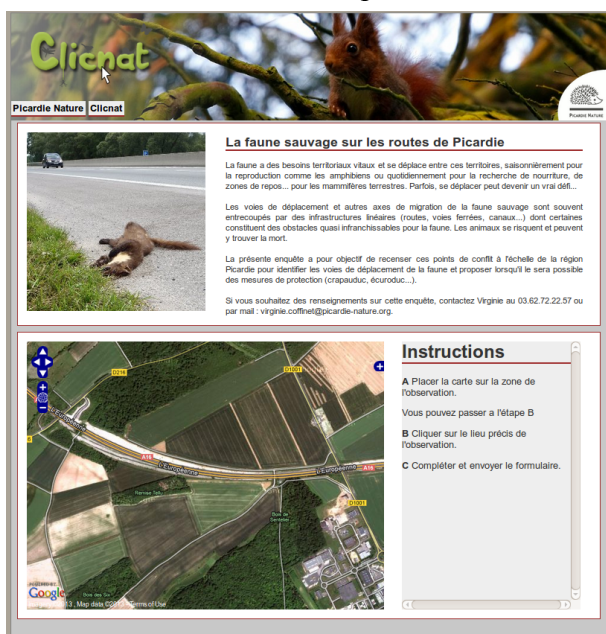 Clicnat
Picardie Nature Clicnat
PICARDIE NATURE
La faune sauvage sur les routes de Picardie
La faune a des besoins territoriaux vitaux et se déplace entre ces territoires, saisonnièrement pour
la reproduction comme les amphibiens ou quotidiennement pour la recherche de nourriture, de
zones de repos... pour les mammifères terrestres. Parfois, se déplacer peut devenir un vrai défi...
Les voies de déplacement et autres axes de migration de la faune sauvage sont souvent
entrecoupés par des infrastructures linéaires (routes, voies ferrées, canaux...) dont certaines
constituent des obstacles quasi infranchissables pour la faune. Les animaux se risquent et peuvent
y trouver la mort.
La présente enquête a pour objectif de recenser ces points de conflit à l'échelle de la région
Picardie pour identifier les voies de déplacement de la faune et proposer lorsqu'il le sera possible
des mesures de protection (crapauduc, écuroduc...).
Si vous souhaitez des renseignements sur cette enquête, contactez Virginie au 03.62.72.22.57 ou
par mail : virginie.coffinet@picardie-nature.org.
D216
D1001
A16
l'Européenne
l'Européenne A16
D1001
Bois de
Google
Map data ©20 Terms of Use
Instructions
A Placer la carte sur la zone de
l'observation.
Vous pouvez passer a l'étape B
B Cliquer sur le lieu précis de
l'observation.
C Compléter et envoyer le formulaire.